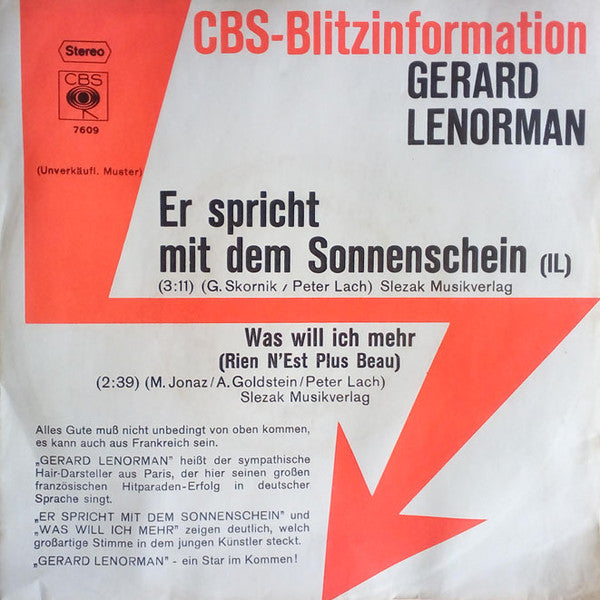 CBS-Blitzinformation
GERARD
LENORMAN
Stereo
CBS
7609
(Unverkäufl. Muster)
Er spricht
mit dem Sonnenschein (IL)
(3:11) (G. Skornik / Peter Lach) Slezak Musikverlag
Was will ich mehr
(Rien N'Est Plus Beau)
(2:39) (M. Jonaz/A. Goldstein/Peter Lach)
Slezak Musikverlag
Alles Gute muß nicht unbedingt von oben kommen,
es kann auch aus Frankreich sein.
„GERARD LENORMAN" heißt der sympathische
Hair-Darsteller aus Paris, der hier seinen großen
französischen Hitparaden-Erfolg in deutscher
Sprache singt.
„ER SPRICHT MIT DEM SONNENSCHEIN" und
„WAS WILL ICH MEHR" zeigen deutlich, welch
großartige Stimme in dem jungen Künstler steckt.
„GERARD LENORMAN" - ein Star im Kommen!